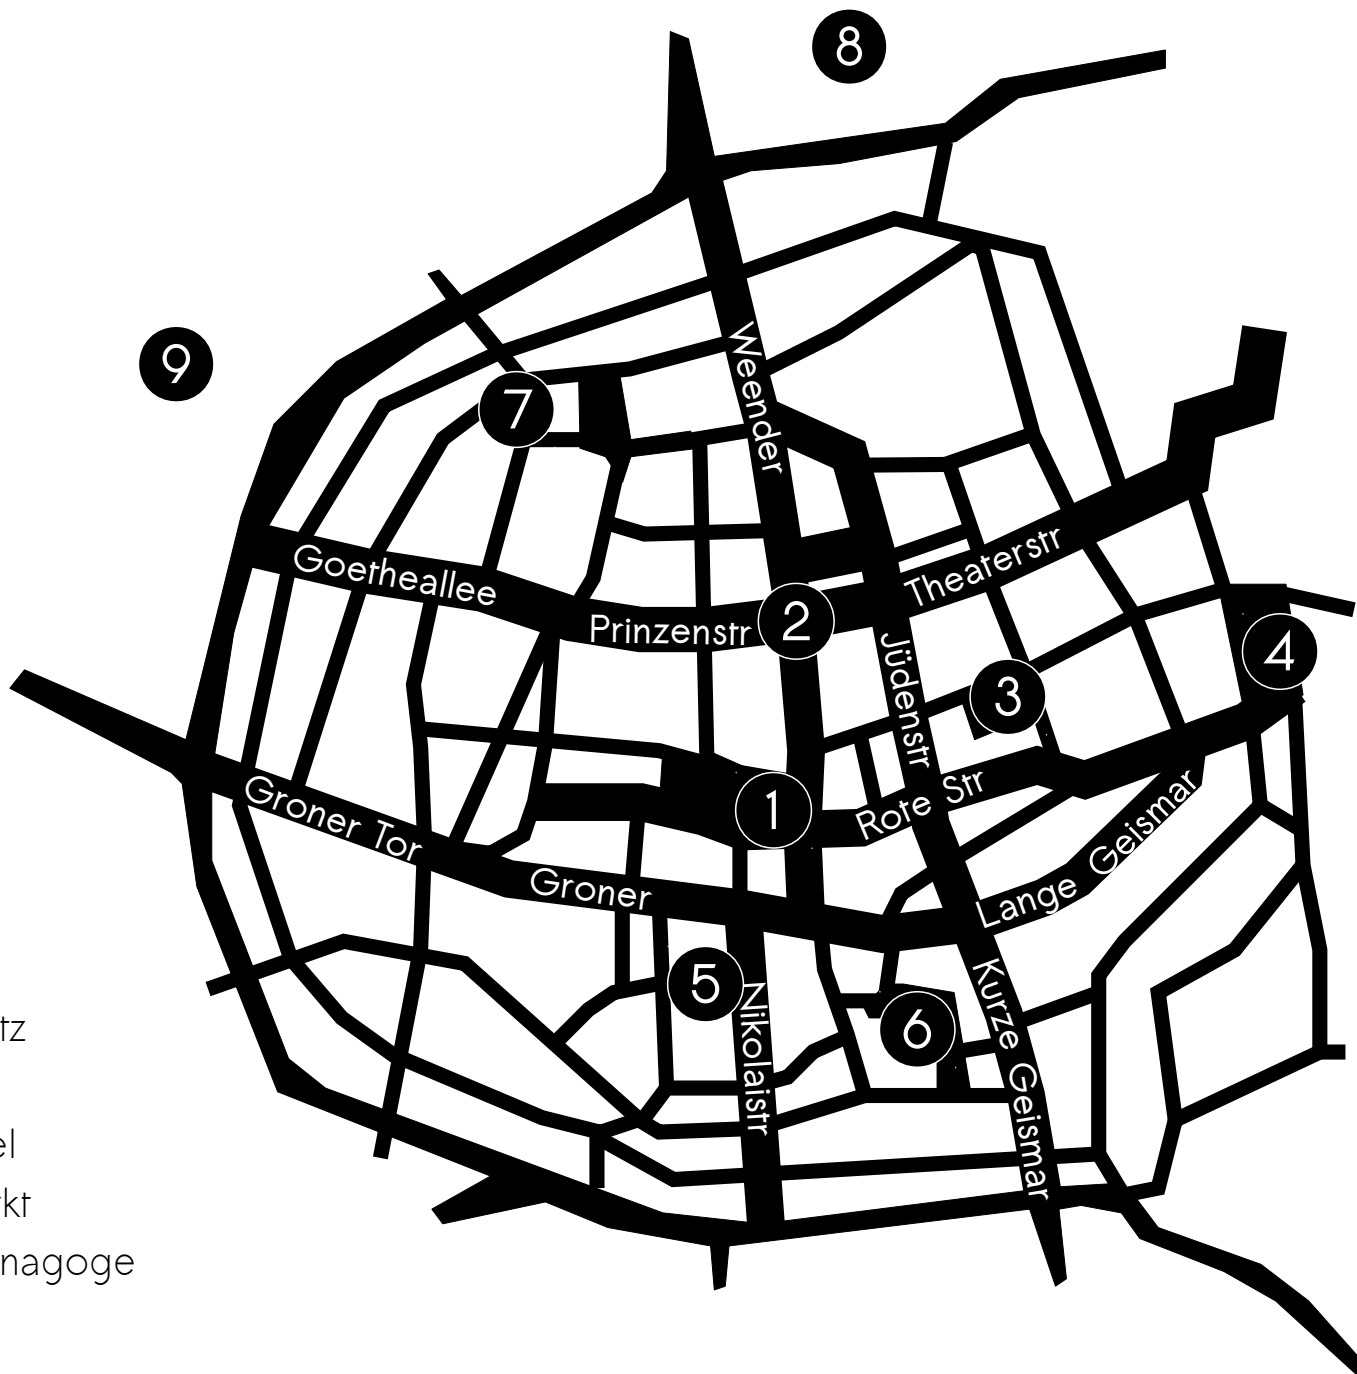 8
9
7
Weender
Goetheallee
Theaterstr
Prinzenstr
2
4
Jüdenstr
3
1
Rote Str
Groner Tor
Lange Geismar
Groner
5
Nikolaistr
6
Kurze Geismar
tz
el
kt
nagoge